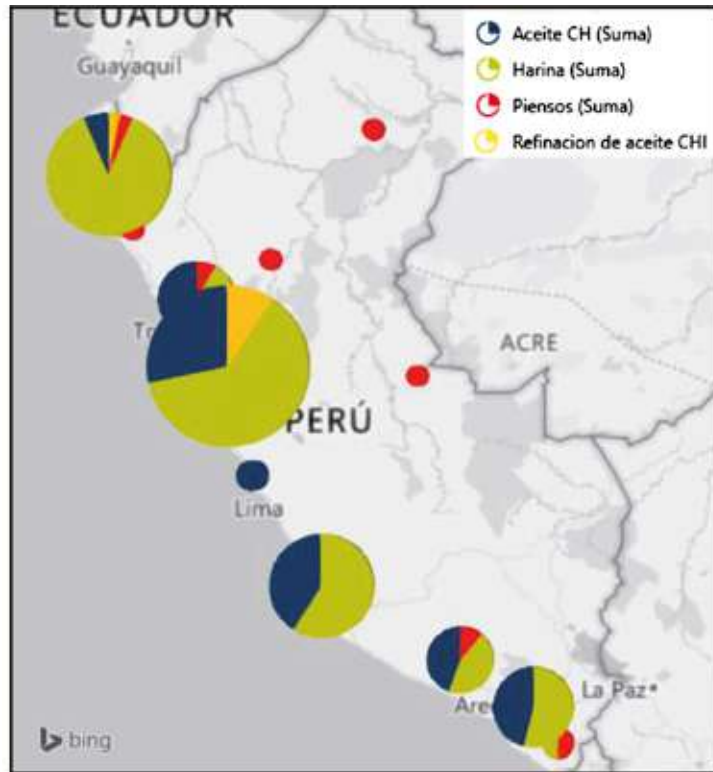 ECUADOR
Guayaquil
Aceite CH (Suma)
Harina (Suma)
Piensos (Suma)
Refinacion de aceite CHI
ACRE
PERÚ
Lima
La Paz*
bing